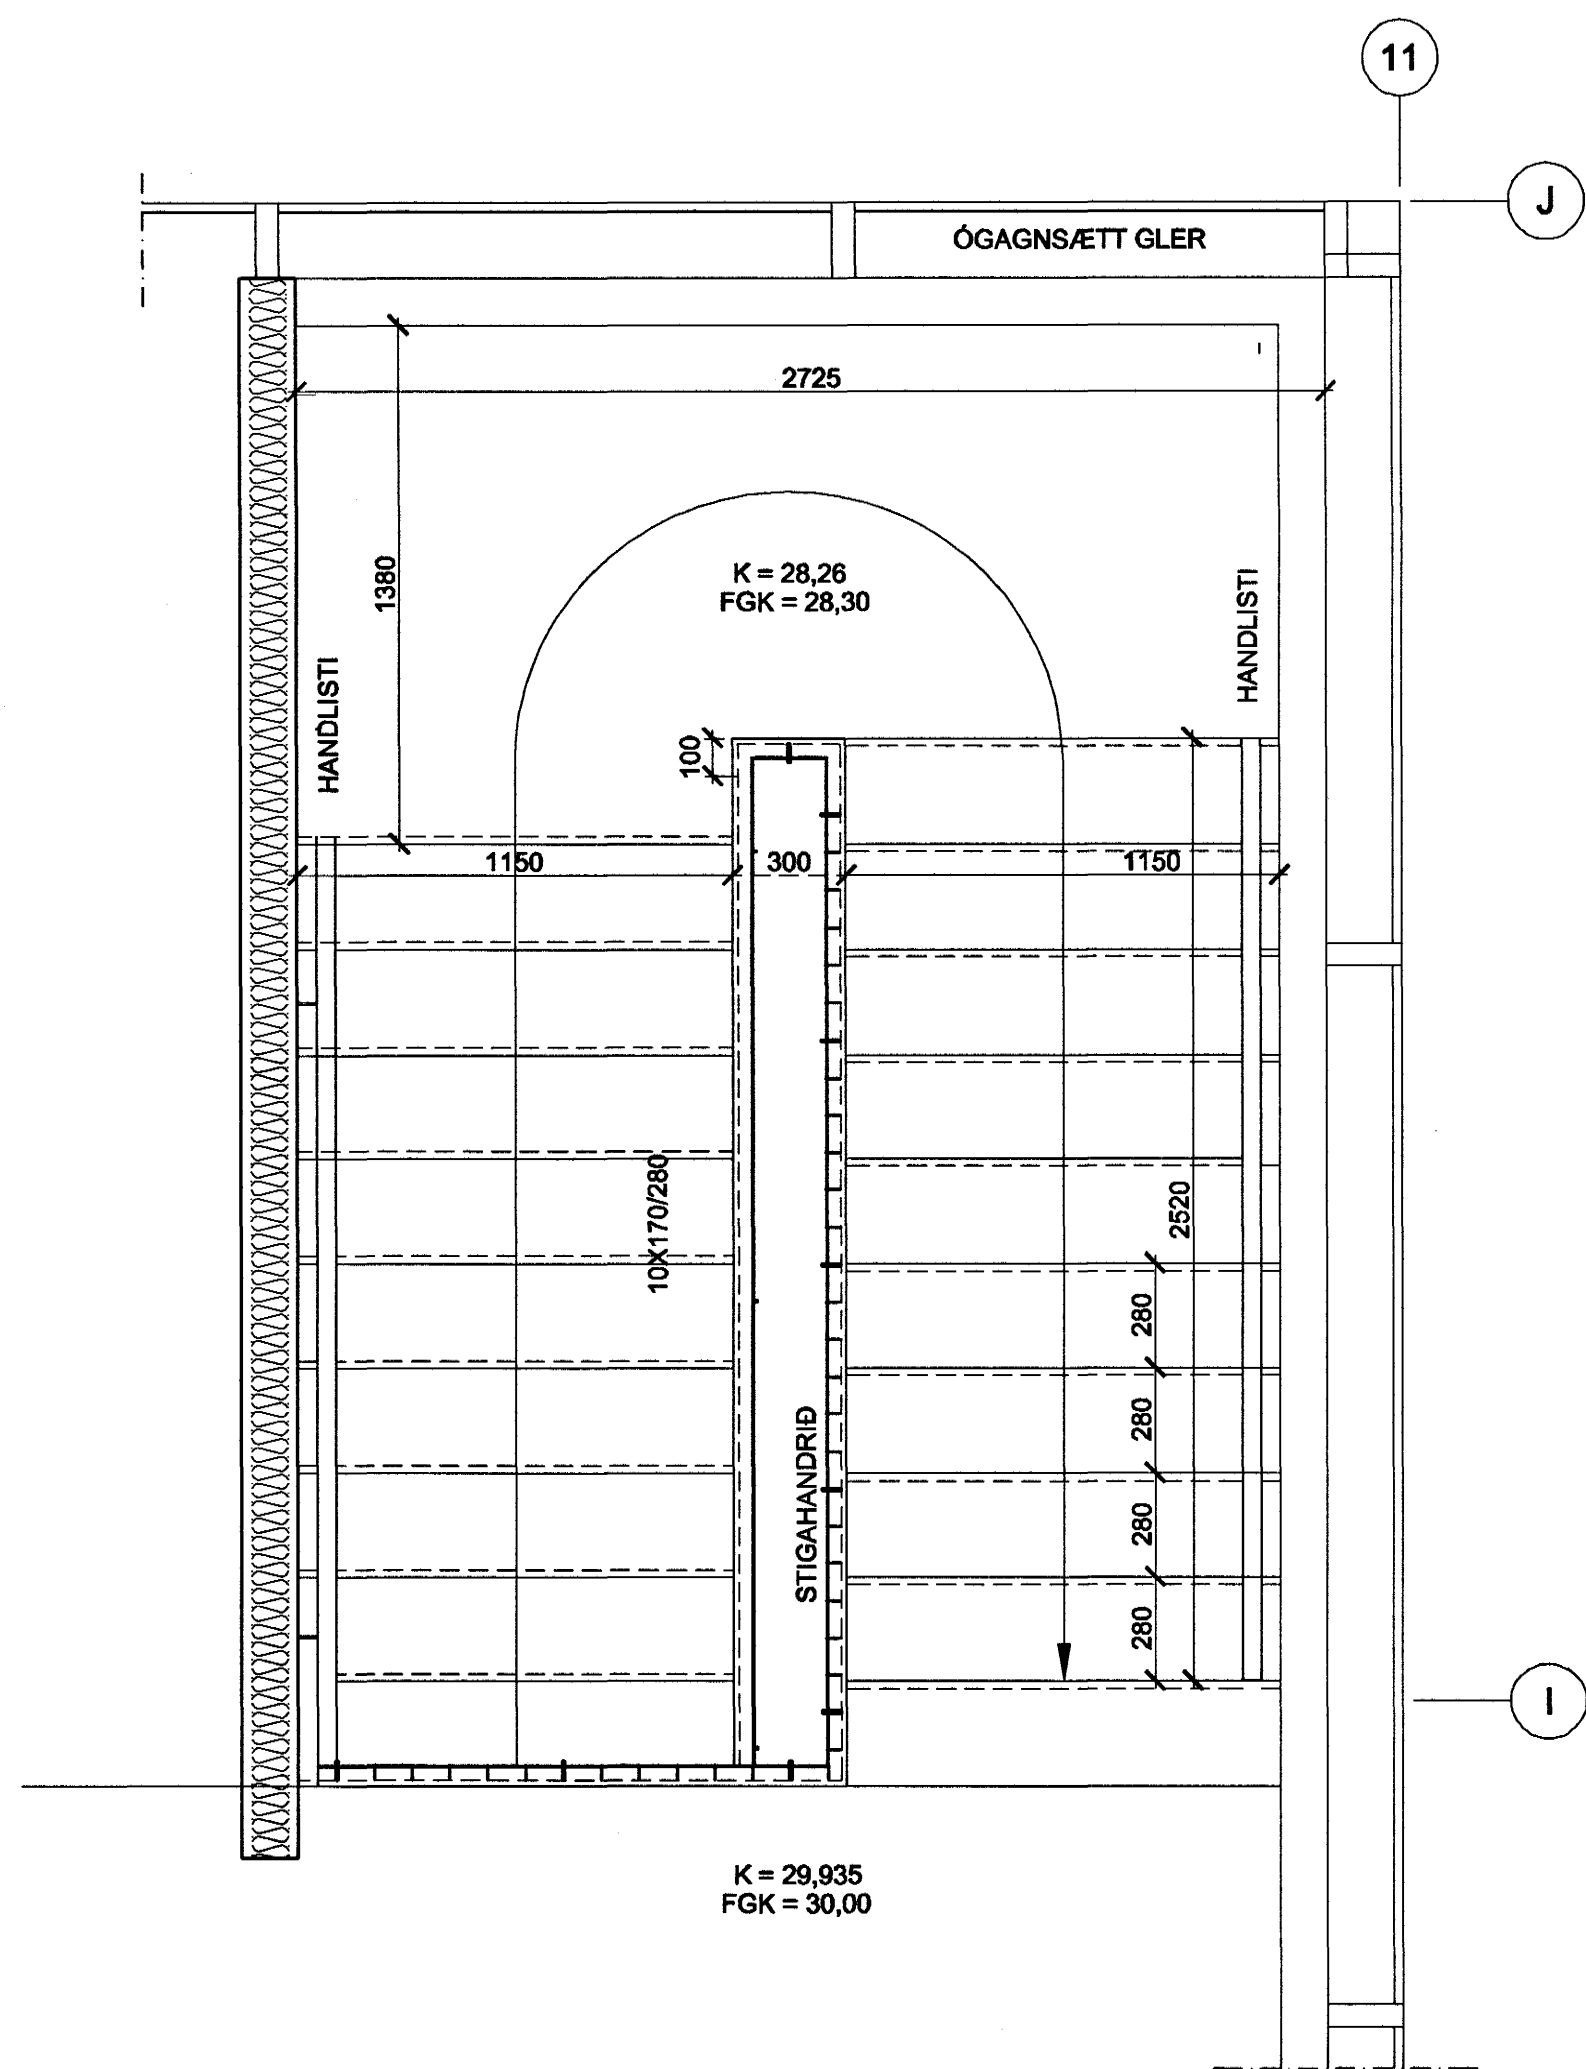 11
J
ÓGAGNSÆTT GLER
2725
1380
K = 28,26
FGK = 28,30
HANDLISTI
HANDLISTI
100
1150
300
1150
10X170/280
2520
280
280
280
280
STIGAHANDRIÐ
I
K = 29,935
FGK = 30,00